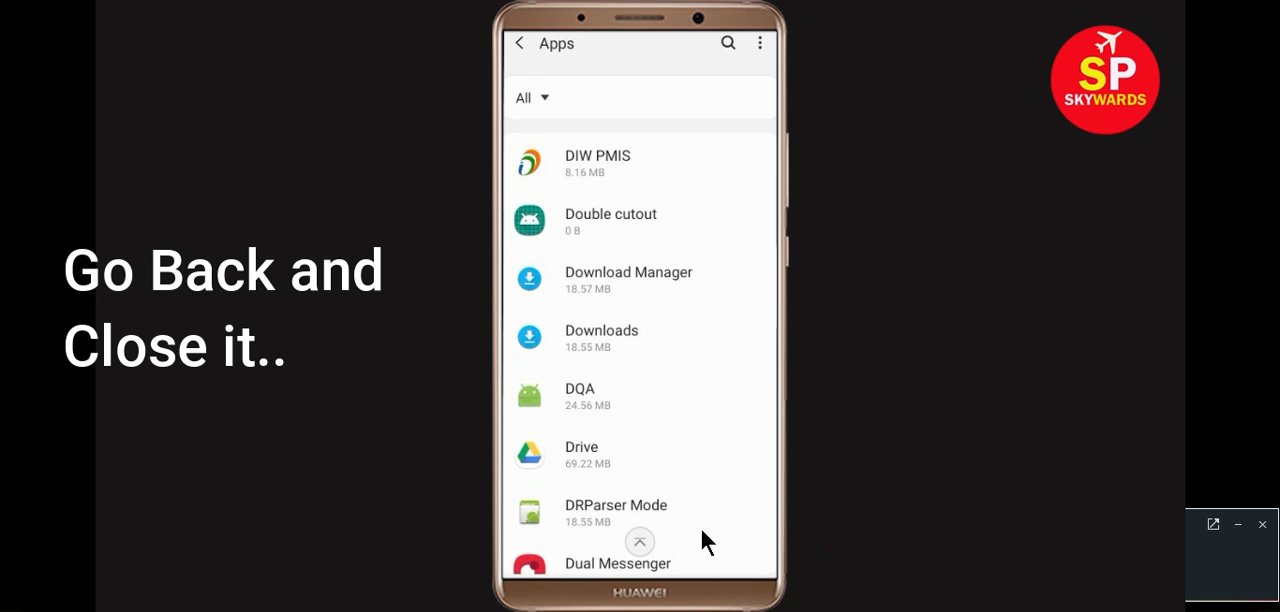 Apps
All
DIW PMIS
8.16 MB
Double cutout
0 B
Download Manager
18.57 MB
Downloads
18.55 MB
DQA
24.56 MB
Drive
69.22 MB
DRParser Mode
18.55 MB
Dual Messenger
HUAWEI
Go Back and
Close it..
SP
SKYWARDS